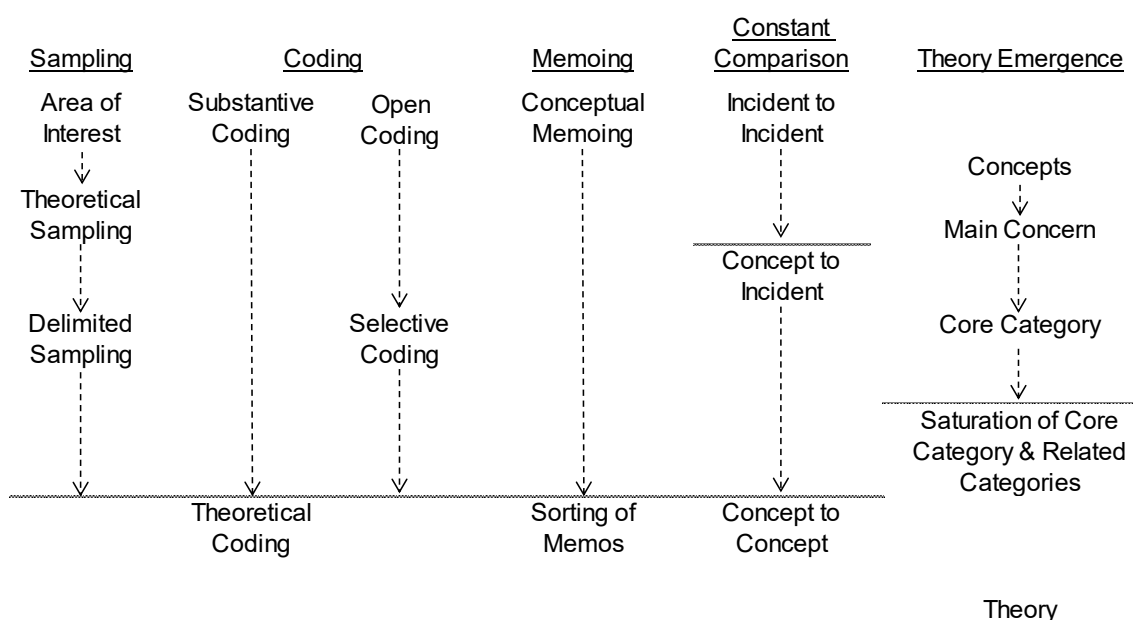 Sampling
Area of
Interest
Theoretical
Sampling
Delimited
Sampling
Coding
Substantive
Coding
Open
Coding
Selective
Coding
Theoretical
Coding
Memoing
Conceptual
Memoing
Sorting of
Memos
Constant
Comparison
Incident to
Incident
Concept to
Incident
Concept to
Concept
Theory Emergence
Concepts
Main Concern
Core Category
Saturation of Core
Category & Related
Categories
Theory